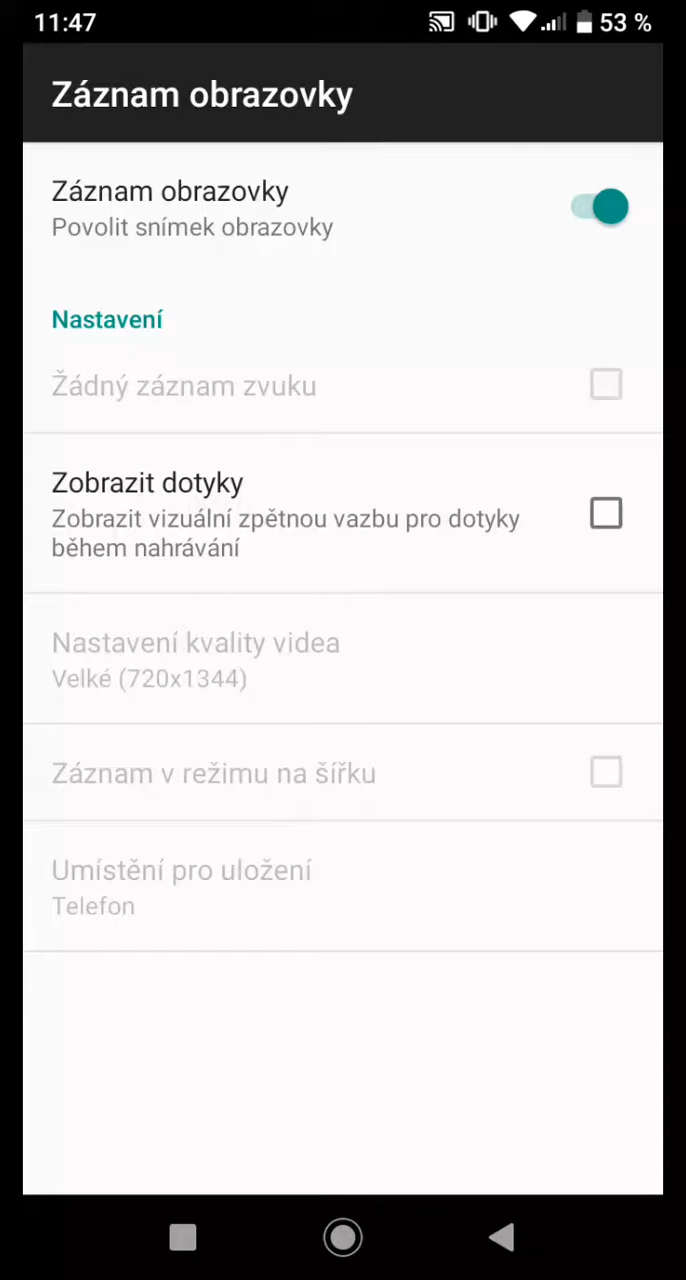 11:47
53 %
Záznam obrazovky
Záznam obrazovky
Povolit snímek obrazovky
Nastavení
Žádný záznam zvuku
Zobrazit dotyky
Zobrazit vizuální zpětnou vazbu pro dotyky
během nahrávání
Nastavení kvality videa
Velké (720x1344)
Záznam v režimu na šířku
Umístění pro uložení
Telefon